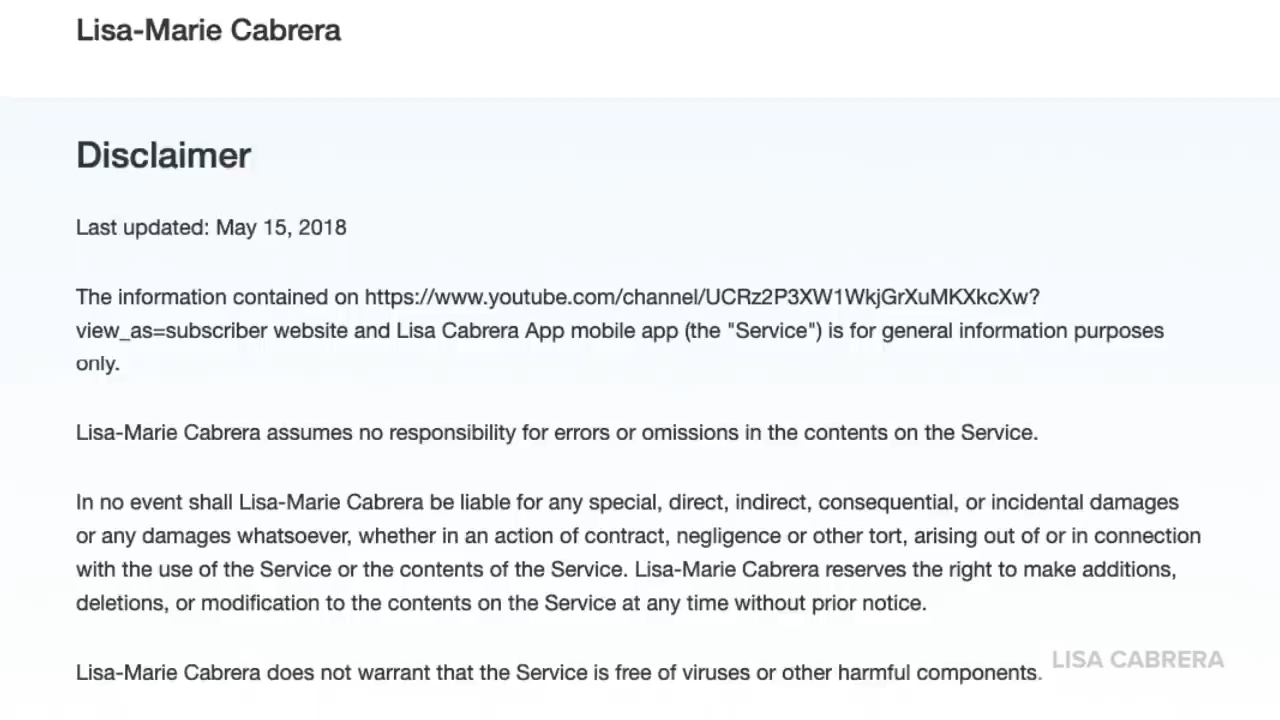 Lisa-Marie Cabrera
Disclaimer
Last updated: May 15, 2018
The information contained on https://www.youtube.com/channel/UCRz2P3XW1WkjGrXuMKXkcXw?
view_as=subscriber website and Lisa Cabrera App mobile app (the "Service") is for general information purposes
only.
Lisa-Marie Cabrera assumes no responsibility for errors or omissions in the contents on the Service.
In no event shall Lisa-Marie Cabrera be liable for any special, direct, indirect, consequential, or incidental damages
or any damages whatsoever, whether in an action of contract, negligence or other tort, arising out of or in connection
with the use of the Service or the contents of the Service. Lisa-Marie Cabrera reserves the right to make additions,
deletions, or modification to the contents on the Service at any time without prior notice.
Lisa-Marie Cabrera does not warrant that the Service is free of viruses or other harmful components.
LISA CABRERA